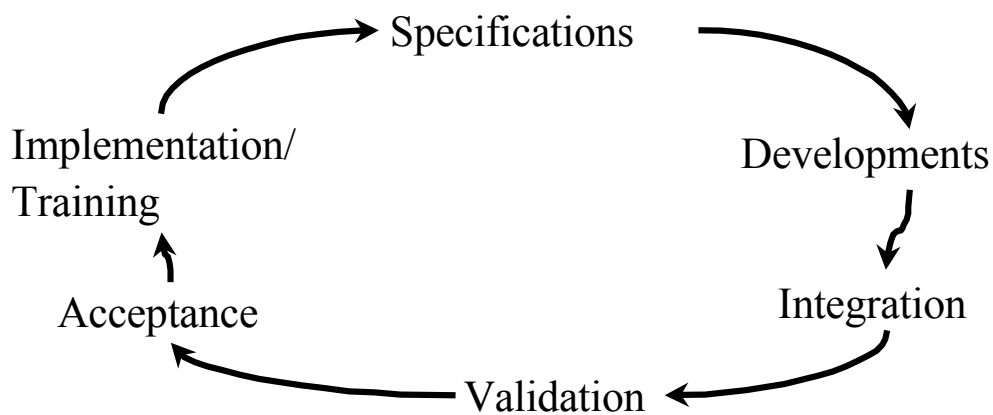 Specifications
Implementation/
Training
Developments
Acceptance
Integration
Validation